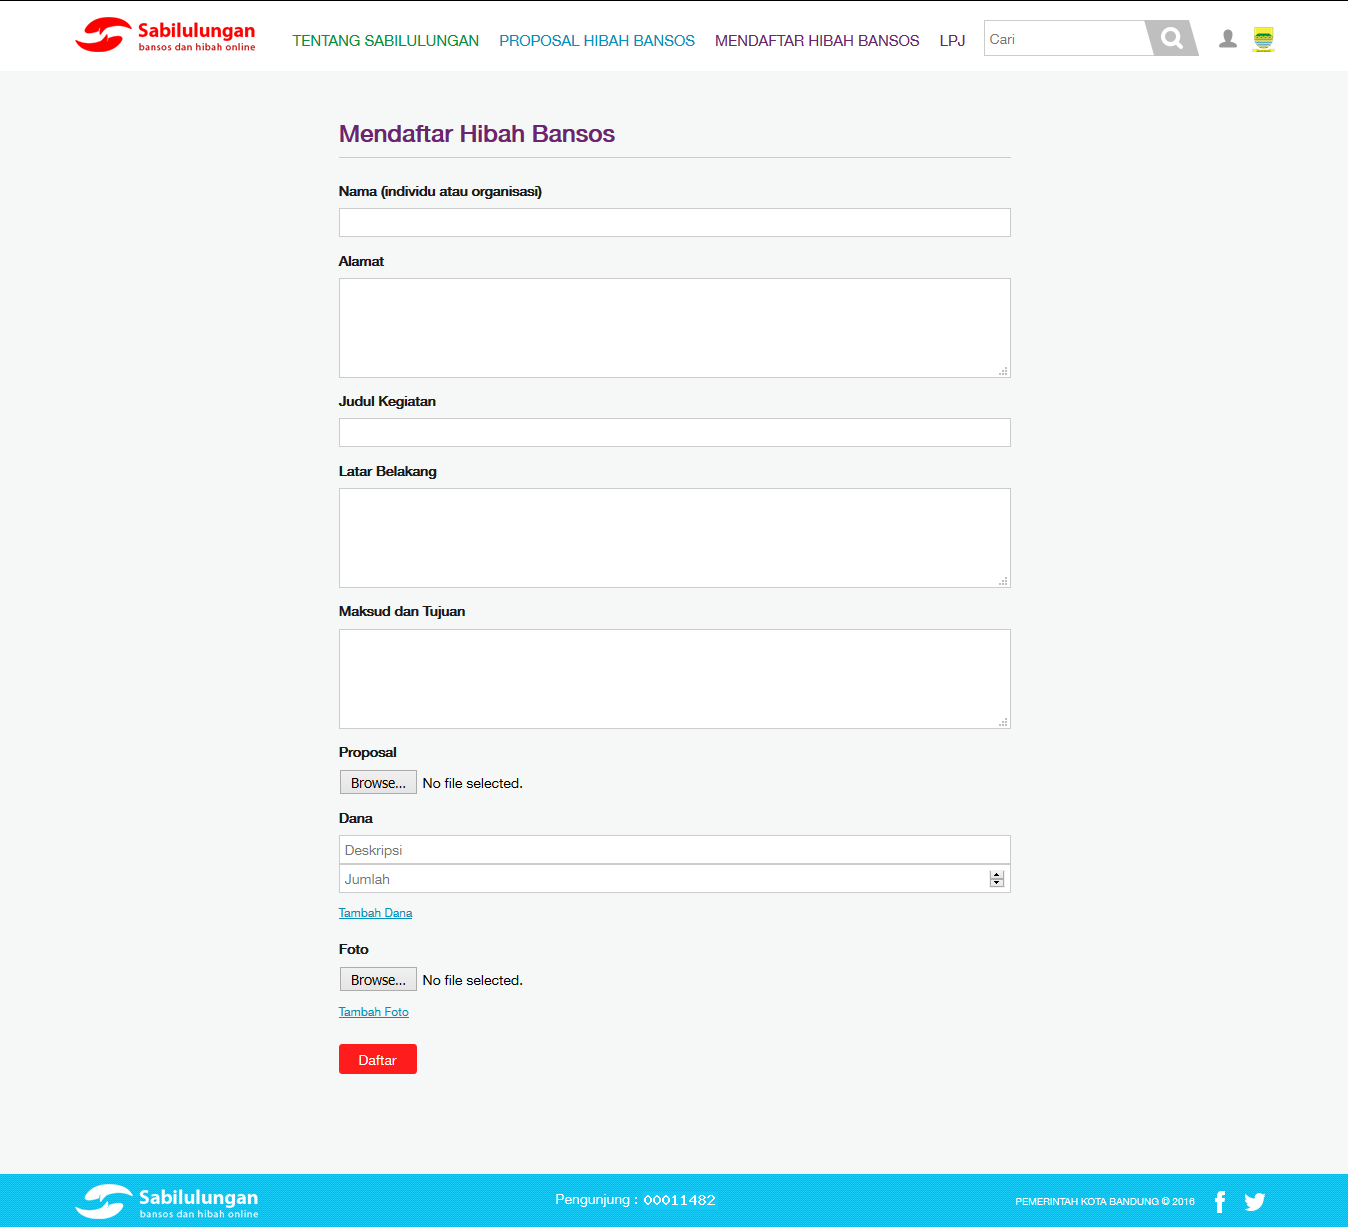 Sabilulungan
bansos dan hibah online
TENTANG SABILULUNGAN PROPOSAL HIBAH BANSOS MENDAFTAR HIBAH BANSOS LPJ
Cari
Mendaftar Hibah Bansos
Nama (individu atau organisasi)
Alamat
Judul Kegiatan
Latar Belakang
Maksud dan Tujuan
Proposal
Browse... No file selected.
Dana
Deskripsi
Jumlah
Tambah Dana
Foto
Browse... No file selected.
Tambah Foto
Daftar
Sabilulungan
bansos dan hibah online
Pengunjung : 00011482
PEMERINTAH KOTA BANDUNG © 2016